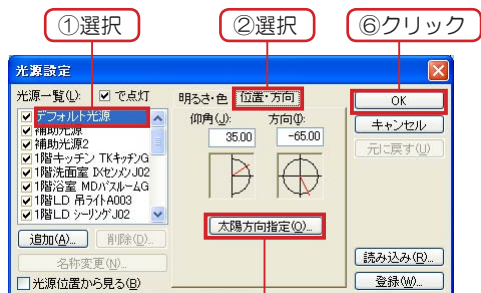 ①選択
②選択
⑥クリック
光源設定
光源一覧(L):
で点灯
デフォルト光源
補助光源
補助光源2
1階キッチン TKキッチンG
1階洗面室 IXセンメンJ02
1階浴室 MDバスルームG
1階LD 吊ライトA003
1階LD シーリングJ02
追加(A)...
削除(D)...
名称変更(N)...
光源位置から見る(B)
明るさ・色
位置・方向
仰角(J):
方向(I):
35.00
-65.00
太陽方向指定(O)...
OK
キャンセル
元に戻す(U)
読み込み(R)...
登録(W)...